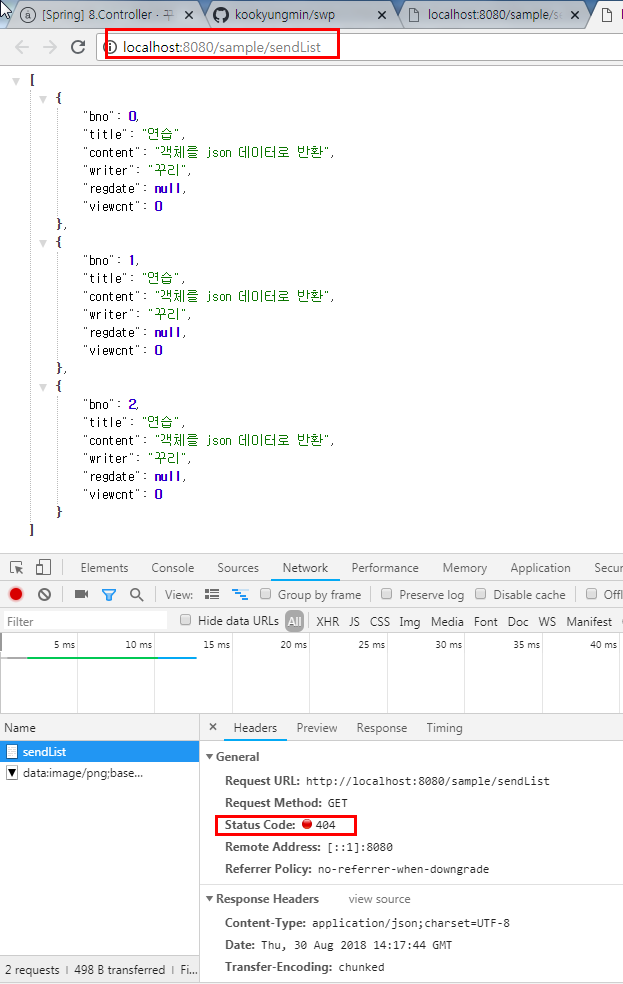 [Spring] 8.Controller - 꾸 × kookyungmin/swp × localhost:8080/sample/se ×
localhost:8080/sample/sendList
[
{
"bno": 0,
"title": "연습",
"content": "객체를 json 데이터로 반환",
"writer": "꾸리",
"regdate": null,
"viewcnt": 0
},
{
"bno": 1,
"title": "연습",
"content": "객체를 json 데이터로 반환",
"writer": "꾸리",
"regdate": null,
"viewcnt": 0
},
{
"bno": 2,
"title": "연습",
"content": "객체를 json 데이터로 반환",
"writer": "꾸리",
"regdate": null,
"viewcnt": 0
}
]
Elements Console Sources Network Performance Memory Application Secur
View: Group by frame Preserve log Disable cache Offl
Filter Hide data URLs All XHR JS CSS Img Media Font Doc WS Manifest
5 ms 10 ms 15 ms 20 ms 25 ms 30 ms 35 ms 40 ms
Name × Headers Preview Response Timing
sendList
data:image/png;base...
General
Request URL: http://localhost:8080/sample/sendList
Request Method: GET
Status Code: 404
Remote Address: [::1]:8080
Referrer Policy: no-referrer-when-downgrade
Response Headers view source
Content-Type: application/json;charset=UTF-8
Date: Thu, 30 Aug 2018 14:17:44 GMT
Transfer-Encoding: chunked
2 requests | 498 B transferred | Fi...